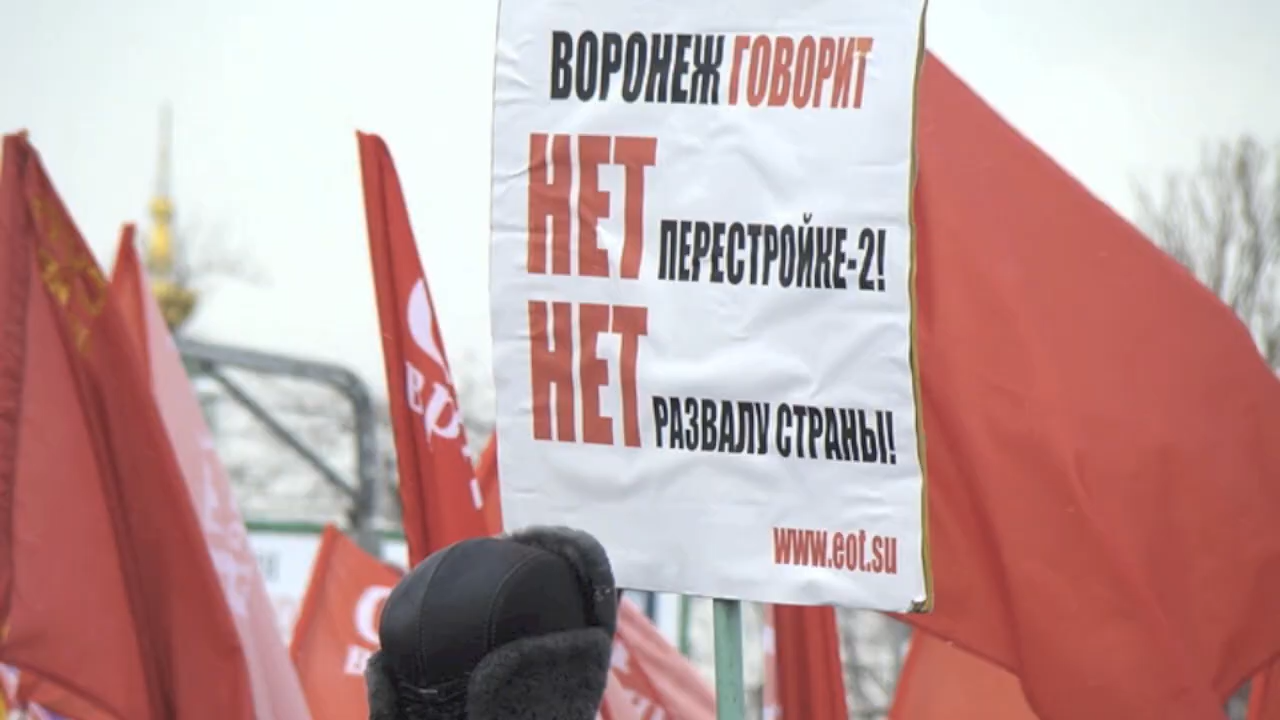 ВОРОНЕЖ ГОВОРИТ
НЕТ ПЕРЕСТРОЙКЕ-2!
НЕТ РАЗВАЛУ СТРАНЫ!
www.eot.su